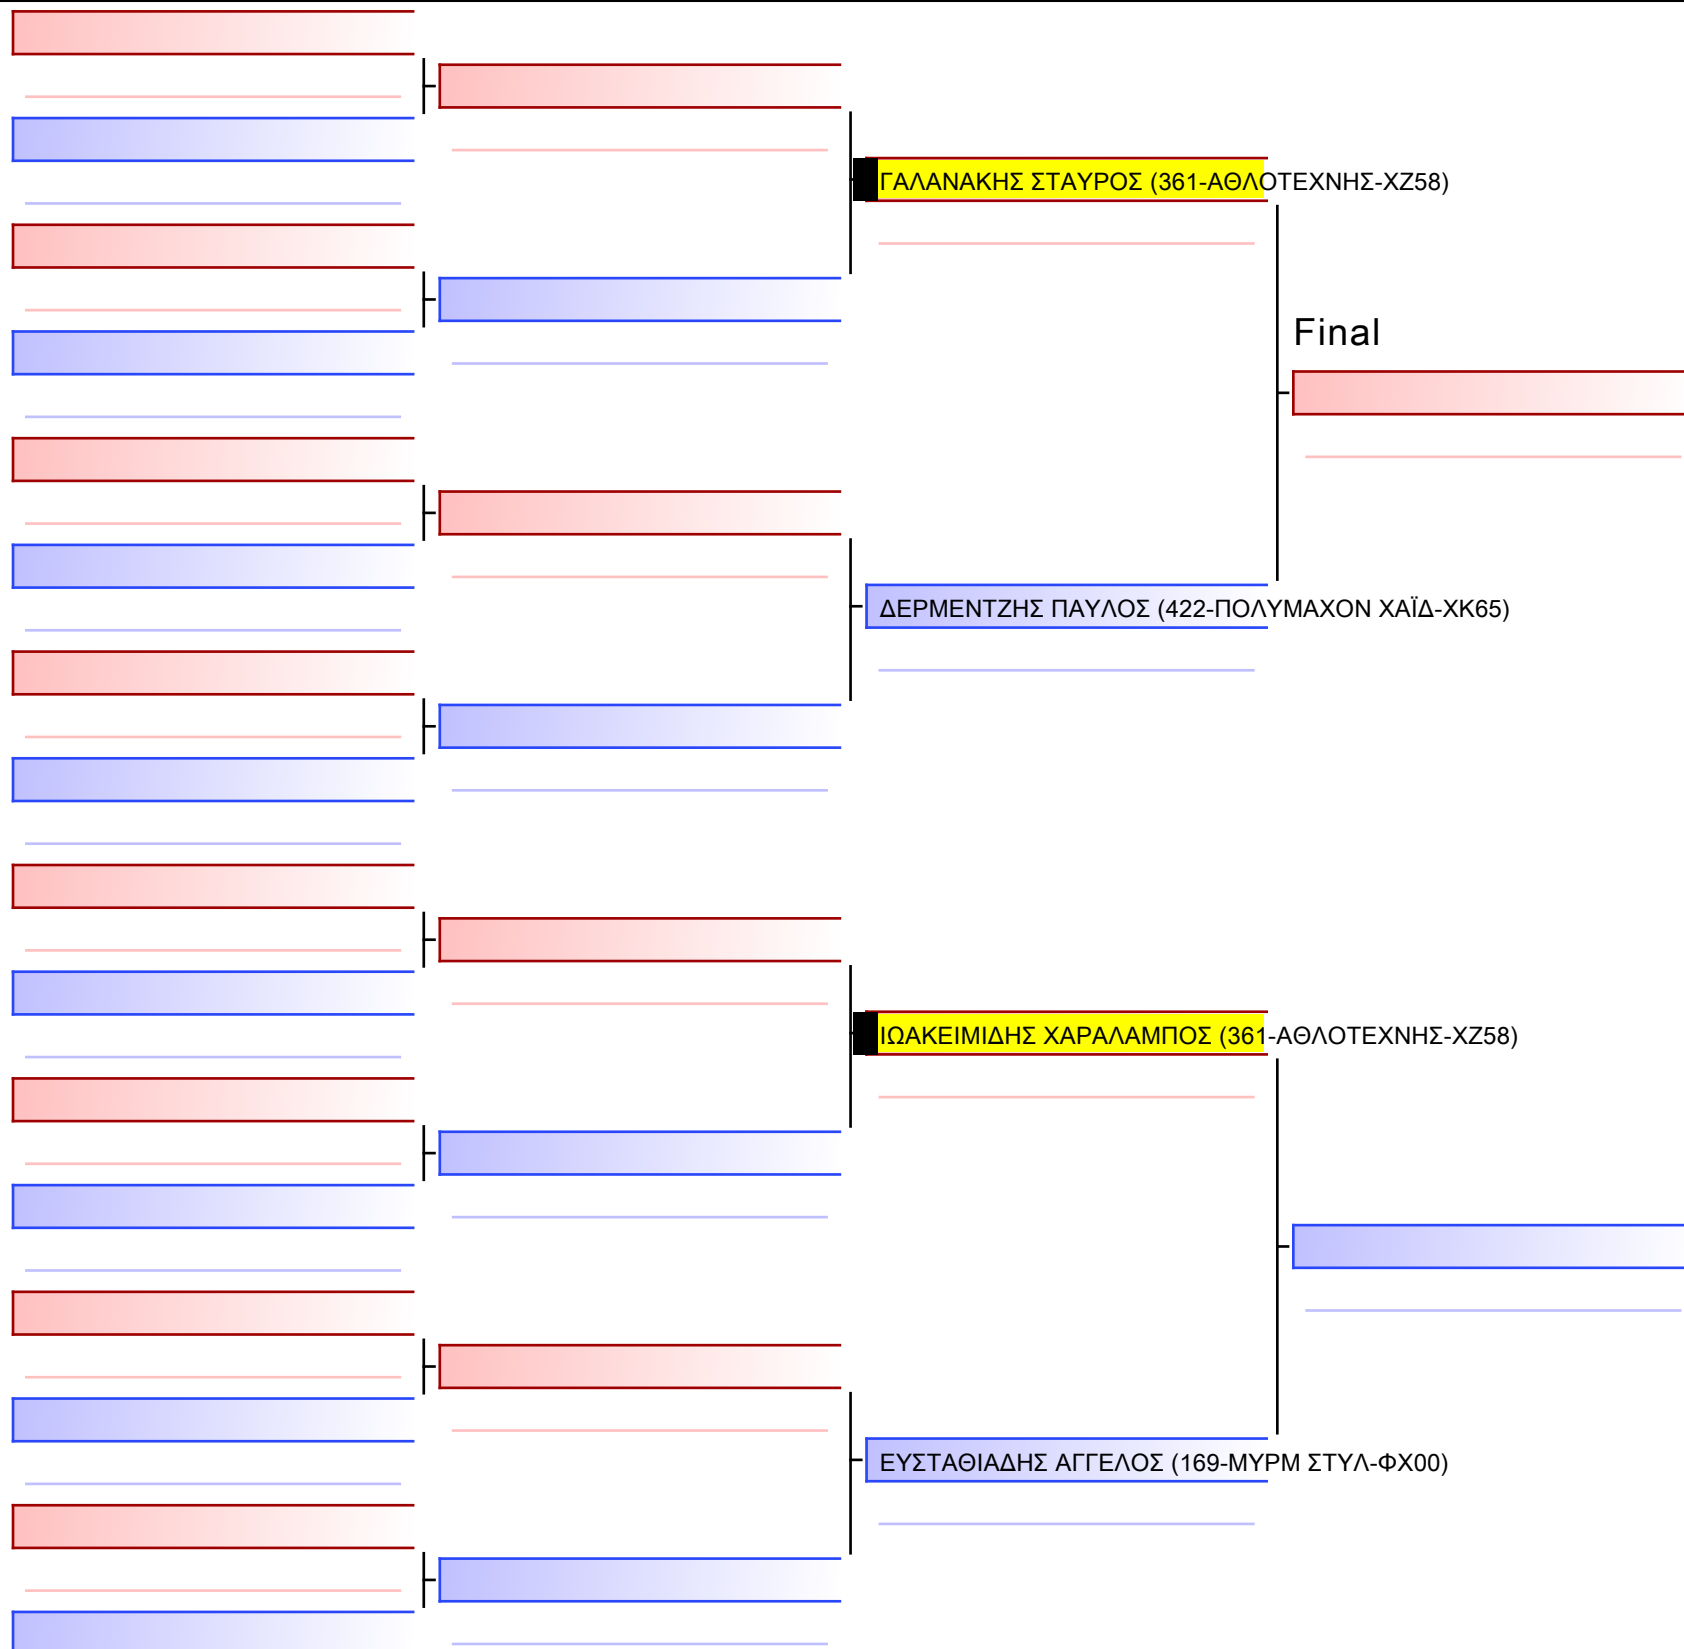 ΓΑΛΑΝΑΚΗΣ ΣΤΑΥΡΟΣ (361-ΑΘΛΟΤΕΧΝΗΣ-ΧΖ58)
Final
ΔΕΡΜΕΝΤΖΗΣ ΠΑΥΛΟΣ (422-ΠΟΛΥΜΑΧΟΝ ΧΑΪΔ-ΧΚ65)
ΙΩΑΚΕΙΜΙΔΗΣ ΧΑΡΑΛΑΜΠΟΣ (361-ΑΘΛΟΤΕΧΝΗΣ-ΧΖ58)
ΕΥΣΤΑΘΙΑΔΗΣ ΑΓΓΕΛΟΣ (169-ΜΥΡΜ ΣΤΥΛ-ΦΧ00)